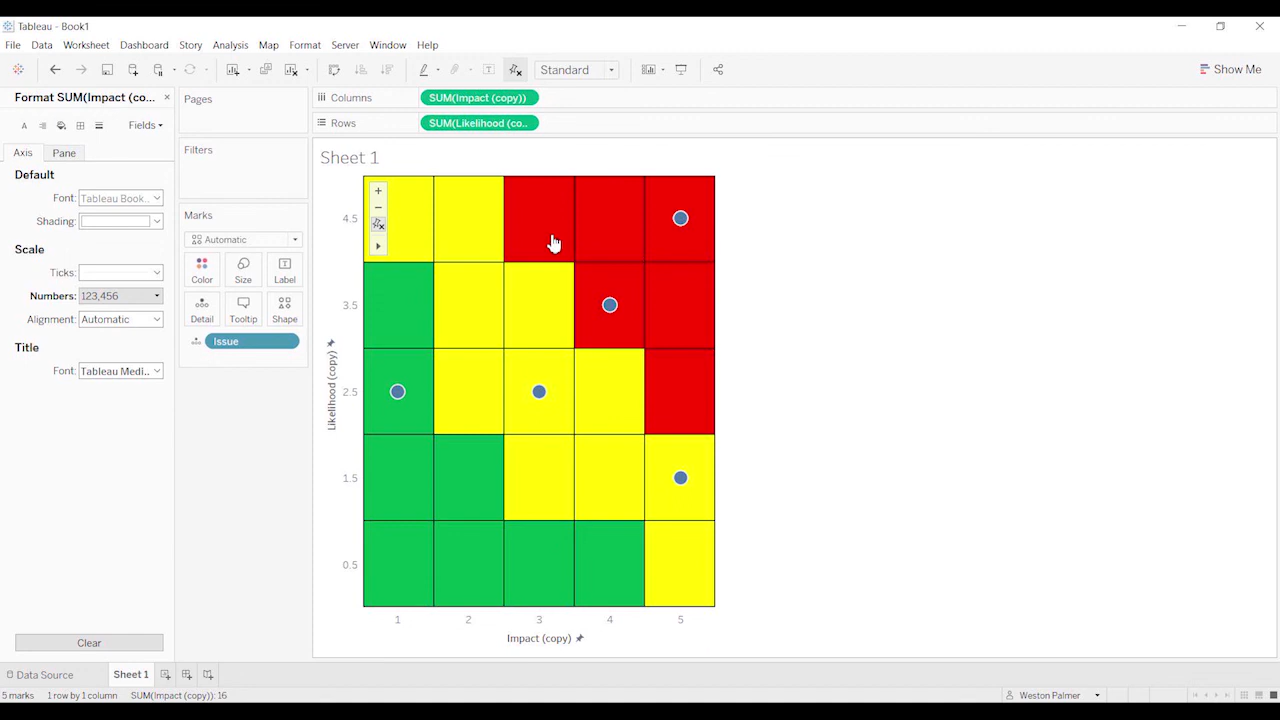 Tableau - Book1
File Data Worksheet Dashboard Story Analysis Map Format Server Window Help
Standard
Show Me
Format SUM(Impact (co...
Fields
Axis Pane
Default
Font: Tableau Book...
Shading:
Scale
Ticks:
Numbers: 123,456
Alignment: Automatic
Title
Font: Tableau Medi..
Clear
Pages
Filters
Marks
Automatic
Color Size Label
Detail Tooltip Shape
Issue
Columns SUM(Impact (copy))
Rows SUM(Likelihood (co..
Sheet 1
4.5
3.5
2.5
1.5
0.5
Likelihood (copy)
1 2 3 4 5
Impact (copy)
Data Source Sheet 1
5 marks 1 row by 1 column SUM(Impact (copy)): 16 Weston Palmer